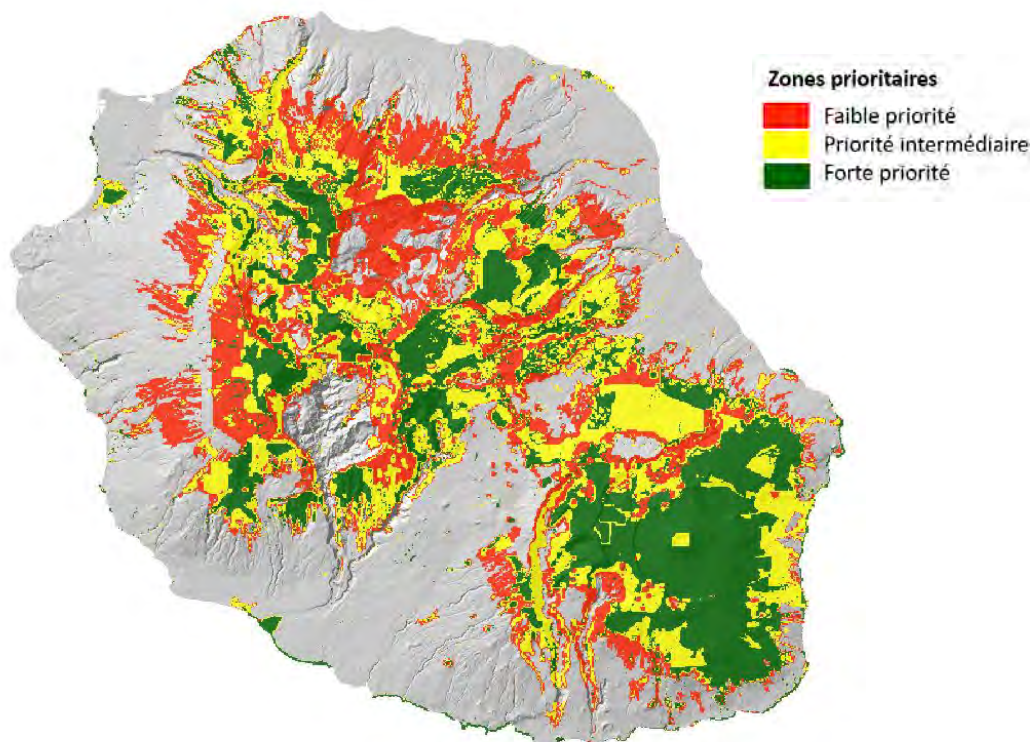 Zones prioritaires
Faible priorité
Priorité intermédiaire
Forte priorité